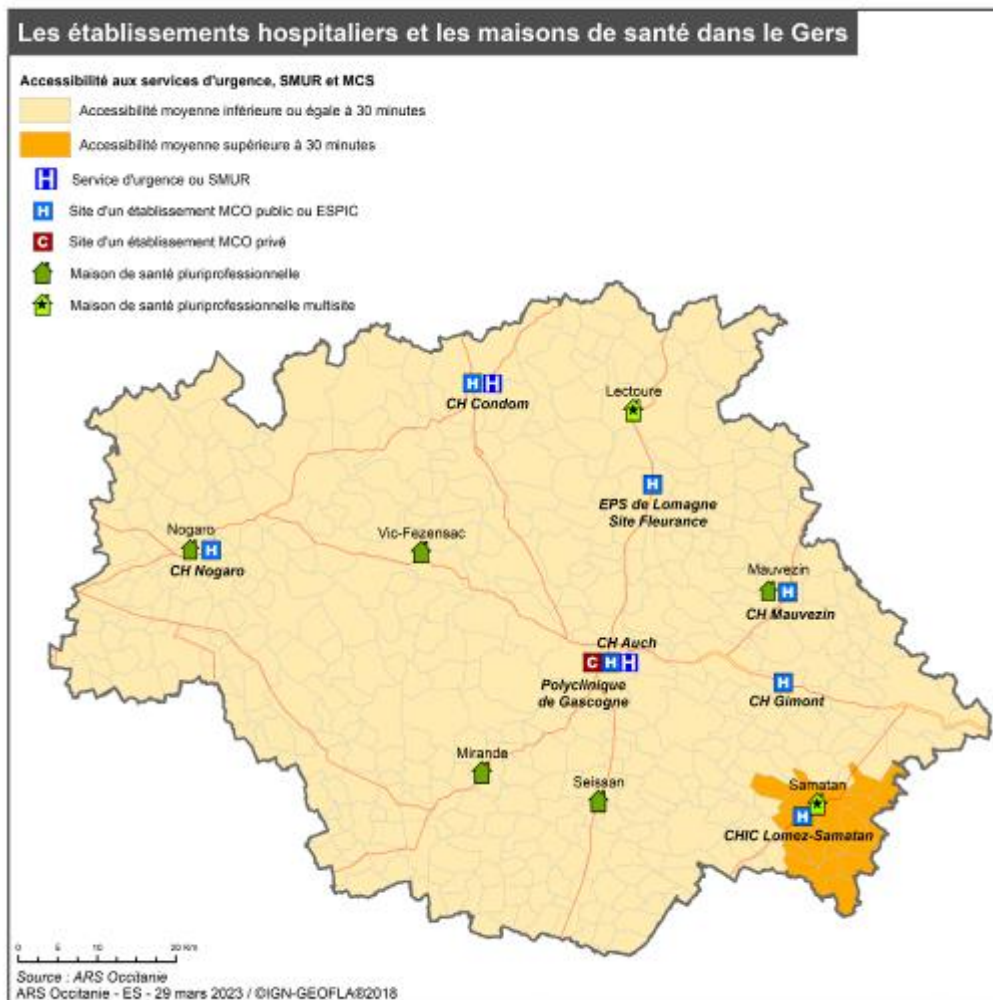 Les établissements hospitaliers et les maisons de santé dans le Gers
Accessibilité aux services d'urgence, SMUR et MCS
Accessibilité moyenne inférieure ou égale à 30 minutes
Accessibilité moyenne supérieure à 30 minutes
H Service d'urgence ou SMUR
H Site d'un établissement MCO public ou ESPIC
C Site d'un établissement MCO privé
Maison de santé pluriprofessionnelle
Maison de santé pluriprofessionnelle multisite
H H
CH Condom
Lectoure
H
EPS de Lomagne
Site Fleurance
Nogaro
H
CH Nogaro
Vic-Fezensac
Mauvezin
H
CH Mauvezin
CH Auch
C H H
Polyclinique
de Gascogne
H
CH Gimont
Mirande
Seissan
Samatan
H
CHIC Lomez-Samatan
0 5 10 20 Km
Source : ARS Occitanie
ARS Occitanie - ES - 29 mars 2023 / ©IGN-GEOFLA®2018